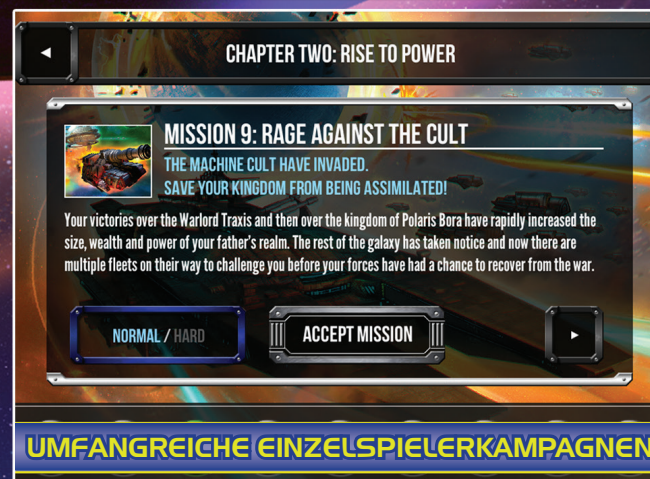 CHAPTER TWO: RISE TO POWER
MISSION 9: RAGE AGAINST THE CULT
THE MACHINE CULT HAVE INVADED.
SAVE YOUR KINGDOM FROM BEING ASSIMILATED!
Your victories over the Warlord Traxis and then over the kingdom of Polaris Bora have rapidly increased the
size, wealth and power of your father's realm. The rest of the galaxy has taken notice and now there are
multiple fleets on their way to challenge you before your forces have had a chance to recover from the war.
NORMAL / HARD
ACCEPT MISSION
UMFANGREICHE EINZELSPIELERKAMPAGNEN